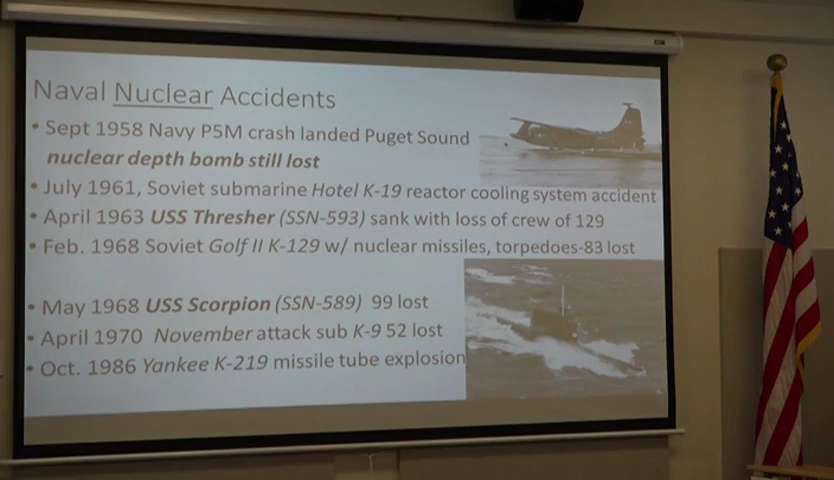 Naval Nuclear Accidents
• Sept 1958 Navy P5M crash landed Puget Sound
nuclear depth bomb still lost
• July 1961, Soviet submarine Hotel K-19 reactor cooling system accident
• April 1963 USS Thresher (SSN-593) sank with loss of crew of 129
• Feb. 1968 Soviet Golf II K-129 w/ nuclear missiles, torpedoes-83 lost
• May 1968 USS Scorpion (SSN-589) 99 lost
• April 1970 November attack sub K-9 52 lost
• Oct. 1986 Yankee K-219 missile tube explosion